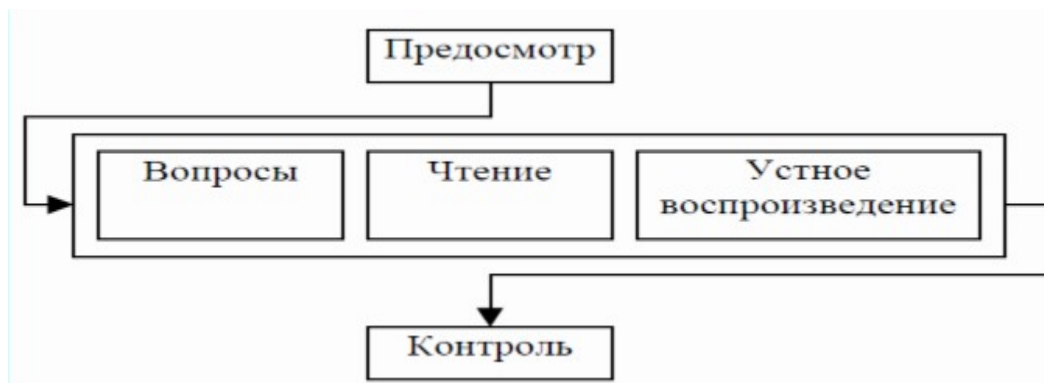 Предосмотр
Вопросы
Чтение
Устное
воспроизведение
Контроль